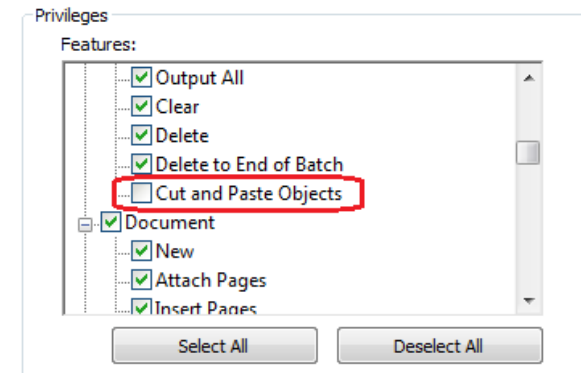 Privileges
Features:
Output All
Clear
Delete
Delete to End of Batch
Cut and Paste Objects
Document
New
Attach Pages
Insert Pages
Select All Deselect All